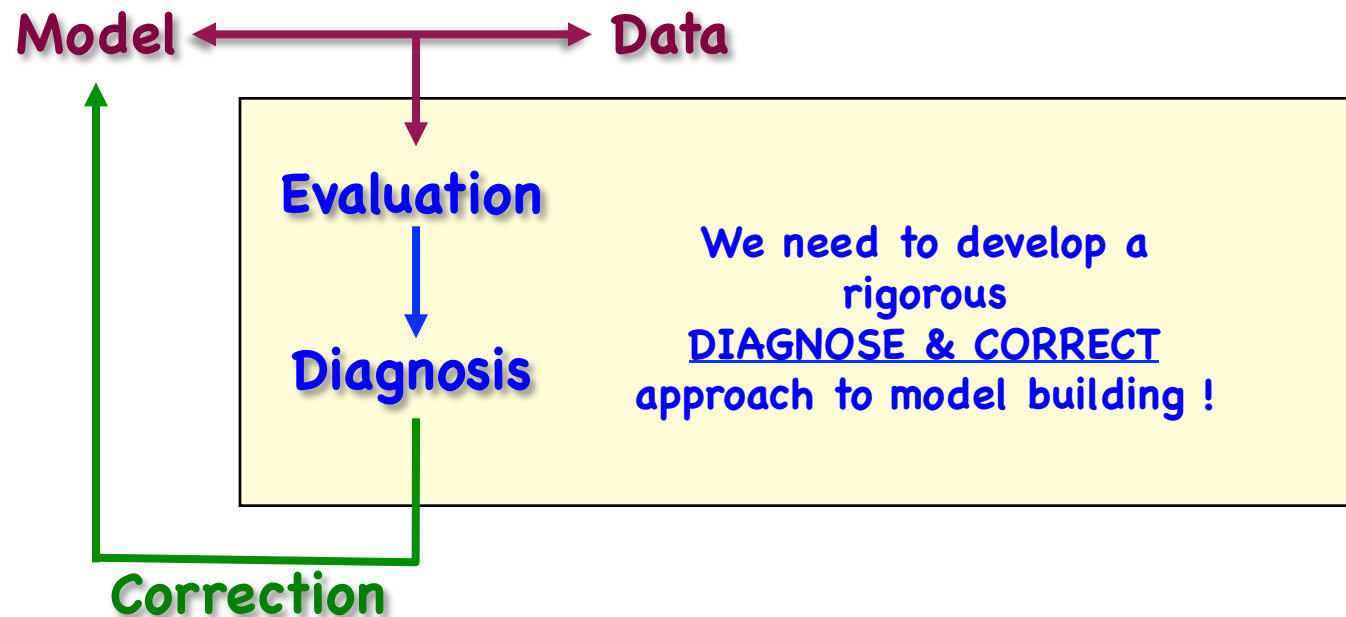 Model
Data
Evaluation
We need to develop a
rigorous
DIAGNOSE & CORRECT
approach to model building !
Diagnosis
Correction